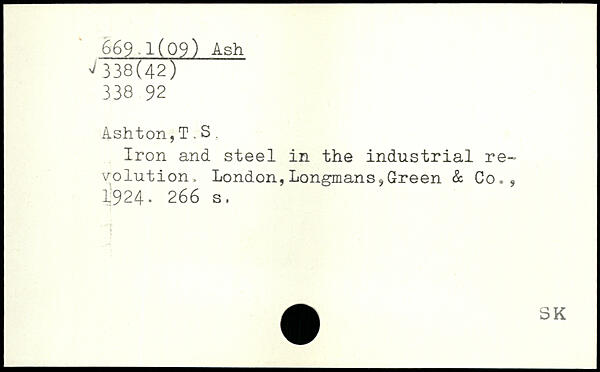 669.1(09) Ash
√338(42)
338 92
Ashton,T.S.
Iron and steel in the industrial re-
volution. London,Longmans,Green & Co.,
1924. 266 s.
SK